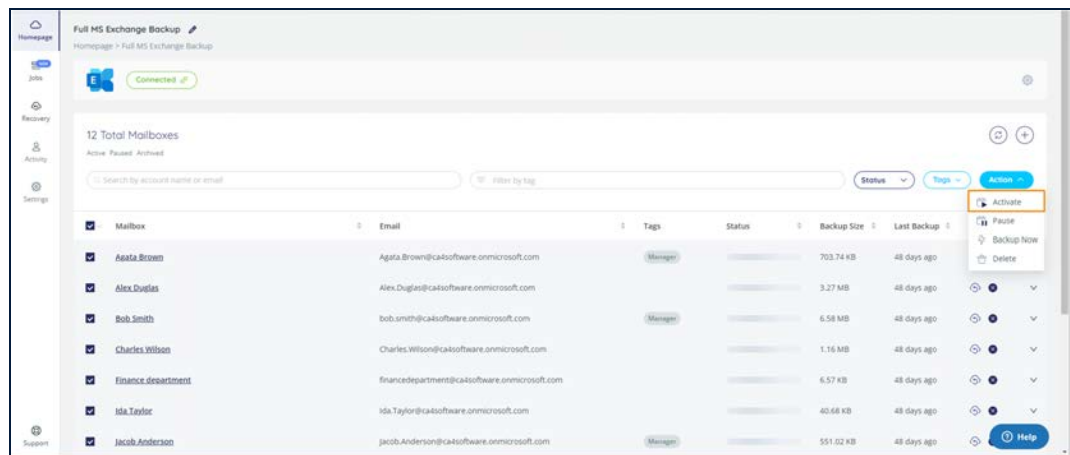 Homepage
Jobs
Recovery
Activity
Settings
Support
Full MS Exchange Backup
Homepage > Full MS Exchange Backup
E
Connected
12 Total Mailboxes
Active Paused Archived
Search by account name or email
Filter by tag
Status
Tags
Action
Activate
Pause
Backup Now
Delete
Mailbox Email Tags Status Backup Size Last Backup
Agata Brown Agata.Brown@ca4software.onmicrosoft.com Manager 703.74 KB 48 days ago
Alex Duglas Alex.Duglas@ca4software.onmicrosoft.com 3.27 MB 48 days ago
Bob Smith bob.smith@ca4software.onmicrosoft.com Manager 6.58 MB 48 days ago
Charles Wilson Charles.Wilson@ca4software.onmicrosoft.com 1.16 MB 48 days ago
Finance department financedepartment@ca4software.onmicrosoft.com 6.57 KB 48 days ago
Ida Taylor Ida.Taylor@ca4software.onmicrosoft.com 40.68 KB 48 days ago
Jacob Anderson Jacob.Anderson@ca4software.onmicrosoft.com Manager 551.02 KB 48 days ago
Help